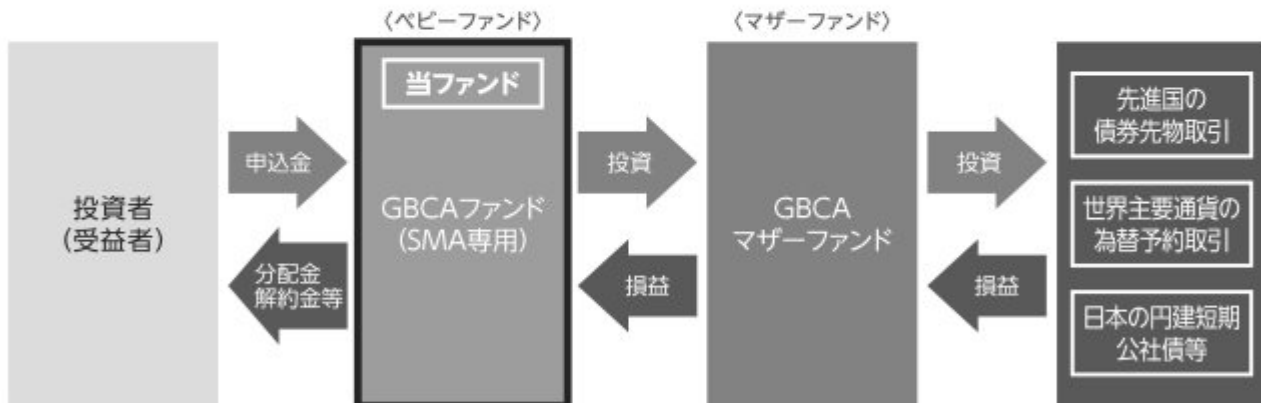 〈ベビーファンド〉
〈マザーファンド〉
投資者
(受益者)
申込金
分配金
解約金等
当ファンド
GBCAファンド
(SMA専用)
投資
損益
GBCA
マザーファンド
投資
損益
先進国の
債券先物取引
世界主要通貨の
為替予約取引
日本の円建短期
公社債等